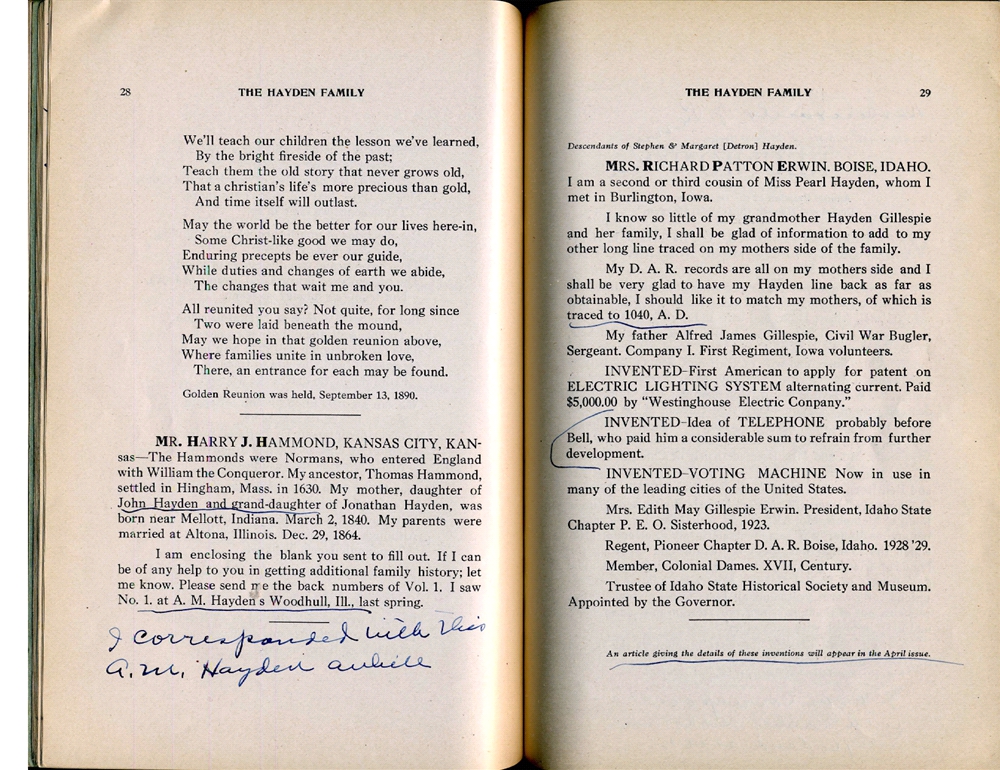 28
THE HAYDEN FAMILY
We'll teach our children the lesson we've learned,
By the bright fireside of the past;
Teach them the old story that never grows old,
That a christian's life's more precious than gold,
And time itself will outlast.
May the world be the better for our lives here-in,
Some Christ-like good we may do,
Enduring precepts be ever our guide,
While duties and changes of earth we abide,
The changes that wait me and you.
All reunited you say? Not quite, for long since
Two were laid beneath the mound,
May we hope in that golden reunion above,
Where families unite in unbroken love,
There, an entrance for each may be found.
Golden Reunion was held, September 13, 1890.
MR. HARRY J. HAMMOND, KANSAS CITY, KAN-
sas—The Hammonds were Normans, who entered England
with William the Conqueror. My ancestor, Thomas Hammond,
settled in Hingham, Mass. in 1630. My mother, daughter of
John Hayden and grand-daughter of Jonathan Hayden, was
born near Mellott, Indiana. March 2, 1840. My parents were
married at Altona, Illinois. Dec. 29, 1864.
I am enclosing the blank you sent to fill out. If I can
be of any help to you in getting additional family history; let
me know. Please send me the back numbers of Vol. 1. I saw
No. 1. at A. M. Hayden s Woodhull, Ill., last spring.
I corresponded with this
A. M. Hayden awhile
THE HAYDEN FAMILY
29
Descendants of Stephen & Margaret [Detron] Hayden.
MRS. RICHARD PATTON ERWIN. BOISE, IDAHO.
I am a second or third cousin of Miss Pearl Hayden, whom I
met in Burlington, Iowa.
I know so little of my grandmother Hayden Gillespie
and her family, I shall be glad of information to add to my
other long line traced on my mothers side of the family.
My D. A. R. records are all on my mothers side and I
shall be very glad to have my Hayden line back as far as
obtainable, I should like it to match my mothers, of which is
traced to 1040, A. D.
My father Alfred James Gillespie, Civil War Bugler,
Sergeant. Company I. First Regiment, Iowa volunteers.
INVENTED—First American to apply for patent on
ELECTRIC LIGHTING SYSTEM alternating current. Paid
$5,000.00 by "Westinghouse Electric Conpany."
INVENTED—Idea of TELEPHONE probably before
Bell, who paid him a considerable sum to refrain from further
development.
INVENTED—VOTING MACHINE Now in use in
many of the leading cities of the United States.
Mrs. Edith May Gillespie Erwin. President, Idaho State
Chapter P. E. O. Sisterhood, 1923.
Regent, Pioneer Chapter D. A. R. Boise, Idaho. 1928 '29.
Member, Colonial Dames. XVII, Century.
Trustee of Idaho State Historical Society and Museum.
Appointed by the Governor.
An article giving the details of these inventions will appear in the April issue.